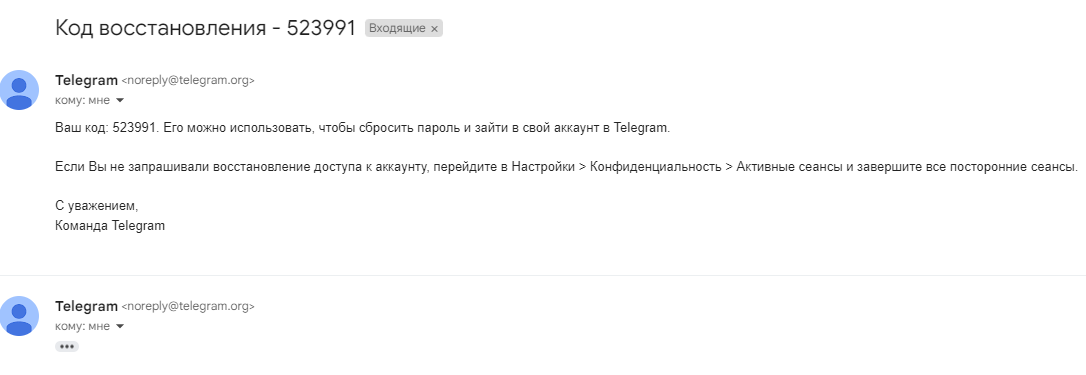 Код восстановления - 523991 Входящие ×
Telegram <noreply@telegram.org>
кому: мне
Ваш код: 523991. Его можно использовать, чтобы сбросить пароль и зайти в свой аккаунт в Telegram.
Если Вы не запрашивали восстановление доступа к аккаунту, перейдите в Настройки > Конфиденциальность > Активные сеансы и завершите все посторонние сеансы.
С уважением,
Команда Telegram
Telegram <noreply@telegram.org>
кому: мне
•••